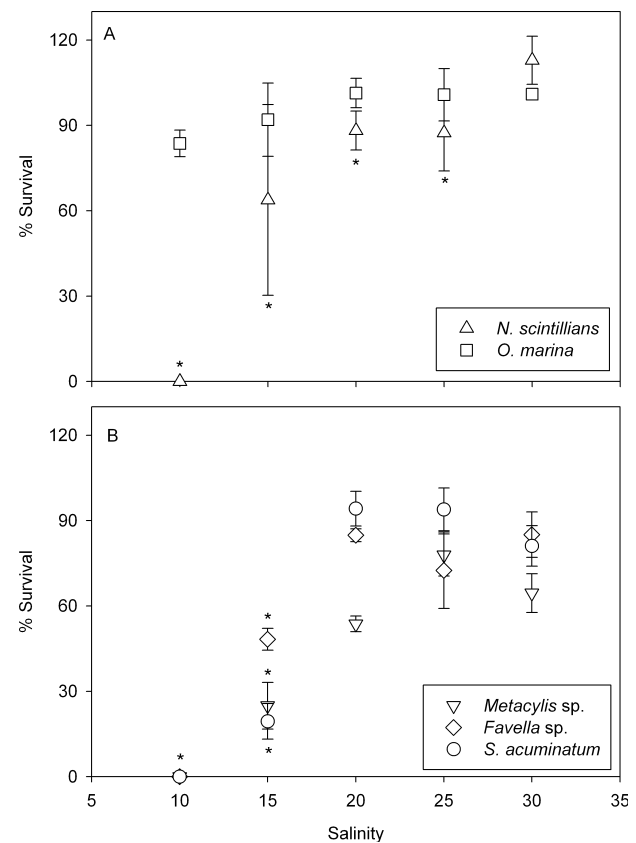 A
120
90
60
30
0
% Survival
*
*
*
*
N. scintillians
O. marina
B
120
90
60
30
0
% Survival
*
*
*
*
Metacylis sp.
Favella sp.
S. acuminatum
5
10
15
20
25
30
35
Salinity